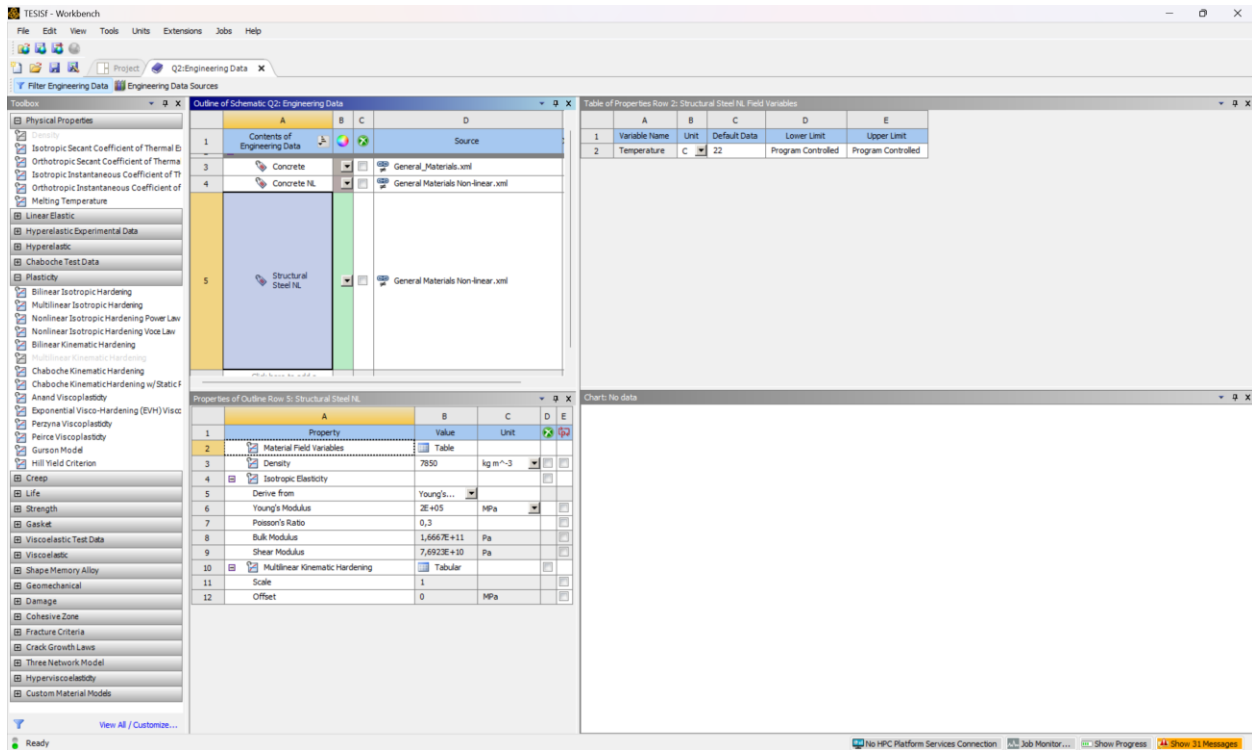 TESISf - Workbench
File Edit View Tools Units Extensions Jobs Help
Project Q2:Engineering Data
Filter Engineering Data Engineering Data Sources
Toolbox
Physical Properties
Density
Isotropic Secant Coefficient of Thermal E
Orthotropic Secant Coefficient of Therma
Isotropic Instantaneous Coefficient of Th
Orthotropic Instantaneous Coefficient of
Melting Temperature
Linear Elastic
Hyperelastic Experimental Data
Hyperelastic
Chaboche Test Data
Plasticity
Bilinear Isotropic Hardening
Multilinear Isotropic Hardening
Nonlinear Isotropic Hardening Power Law
Nonlinear Isotropic Hardening Voce Law
Bilinear Kinematic Hardening
Multilinear Kinematic Hardening
Chaboche Kinematic Hardening
Chaboche KinematicHardening w/Static F
Anand Viscoplasticity
Exponential Visco-Hardening (EVH) Visco
Perzyna Viscoplasticity
Peirce Viscoplasticity
Gurson Model
Hill Yield Criterion
Creep
Life
Strength
Gasket
Viscoelastic Test Data
Viscoelastic
Shape Memory Alloy
Geomechanical
Damage
Cohesive Zone
Fracture Criteria
Crack Growth Laws
Three Network Model
Hyperviscoelasticity
Custom Material Models
View All / Customize...
Outline of Schematic Q2: Engineering Data
A B C D
1 Contents of Engineering Data Source
3 Concrete General_Materials.xml
4 Concrete NL General Materials Non-linear.xml
5 Structural Steel NL General Materials Non-linear.xml
Properties of Outline Row 5: Structural Steel NL
A B C D E
1 Property Value Unit
2 Material Field Variables Table
3 Density 7850 kg m^-3
4 Isotropic Elasticity
5 Derive from Young's...
6 Young's Modulus 2E+05 MPa
7 Poisson's Ratio 0,3
8 Bulk Modulus 1,6667E+11 Pa
9 Shear Modulus 7,6923E+10 Pa
10 Multilinear Kinematic Hardening Tabular
11 Scale 1
12 Offset 0 MPa
Table of Properties Row 2: Structural Steel NL Field Variables
A B C D E
1 Variable Name Unit Default Data Lower Limit Upper Limit
2 Temperature C 22 Program Controlled Program Controlled
Chart: No data
Ready
No HPC Platform Services Connection Job Monitor... Show Progress Show 31 Messages